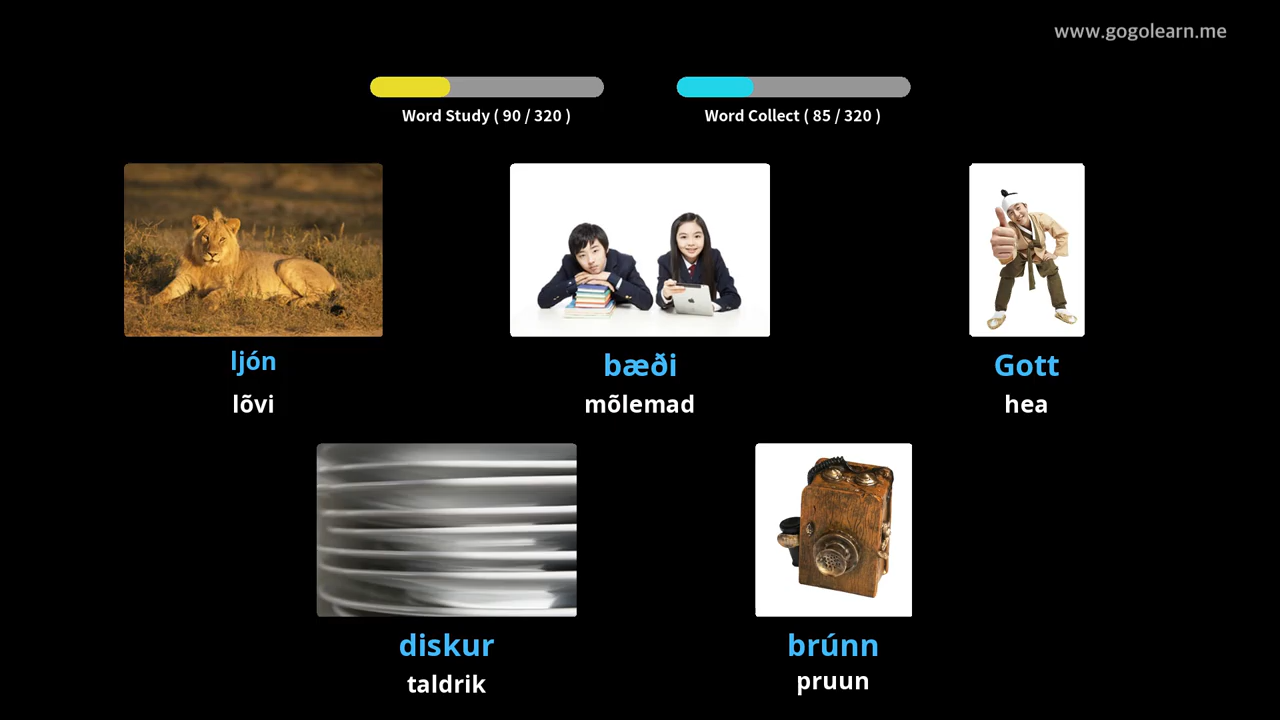 www.gogolearn.me
Word Study ( 90 / 320 )
Word Collect ( 85 / 320 )
ljón
bæði
Gott
lõvi
mõlemad
hea
diskur
brúnn
taldrik
pruun